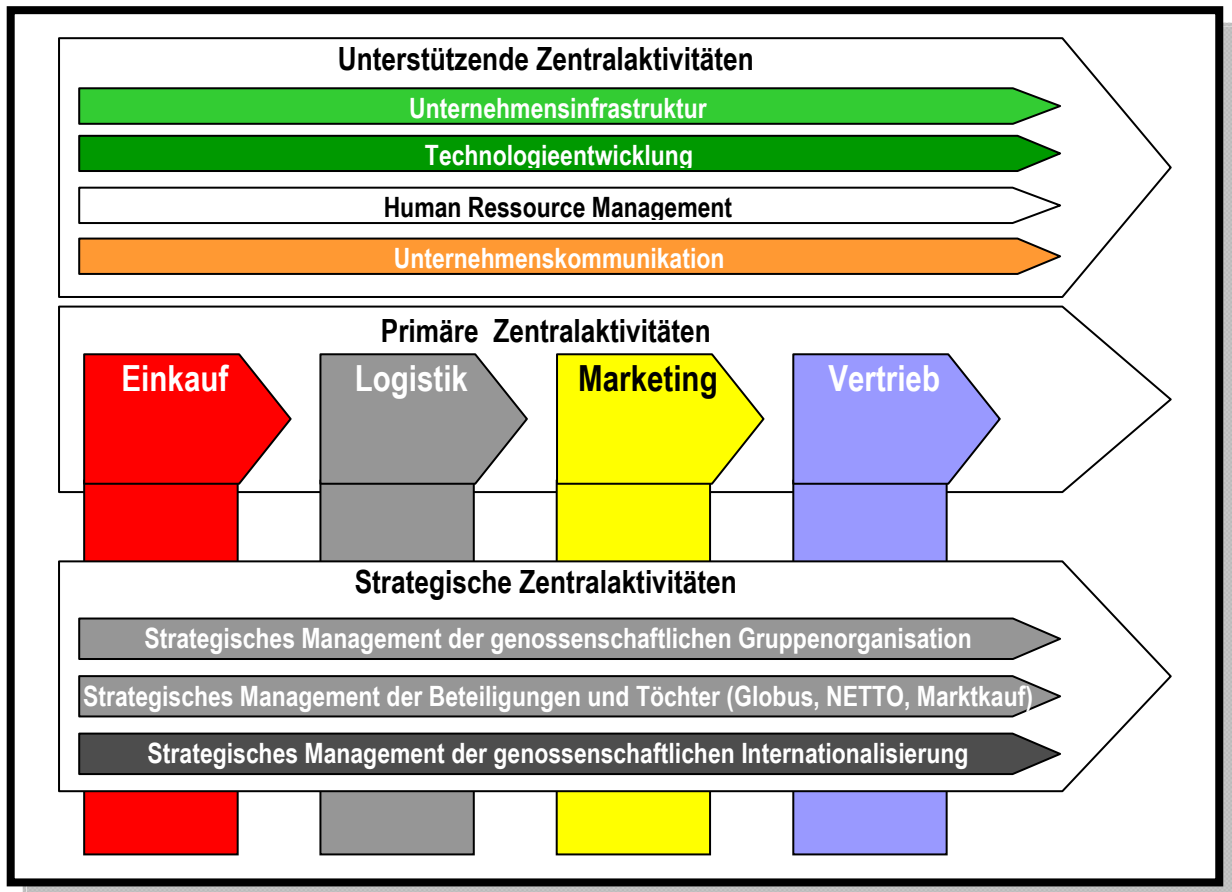 Unterstützende Zentralaktivitäten
Unternehmensinfrastruktur
Technologieentwicklung
Human Ressource Management
Unternehmenskommunikation
Primäre Zentralaktivitäten
Einkauf Logistik Marketing Vertrieb
Strategische Zentralaktivitäten
Strategisches Management der genossenschaftlichen Gruppenorganisation
Strategisches Management der Beteiligungen und Töchter (Globus, NETTO, Marktkauf)
Strategisches Management der genossenschaftlichen Internationalisierung